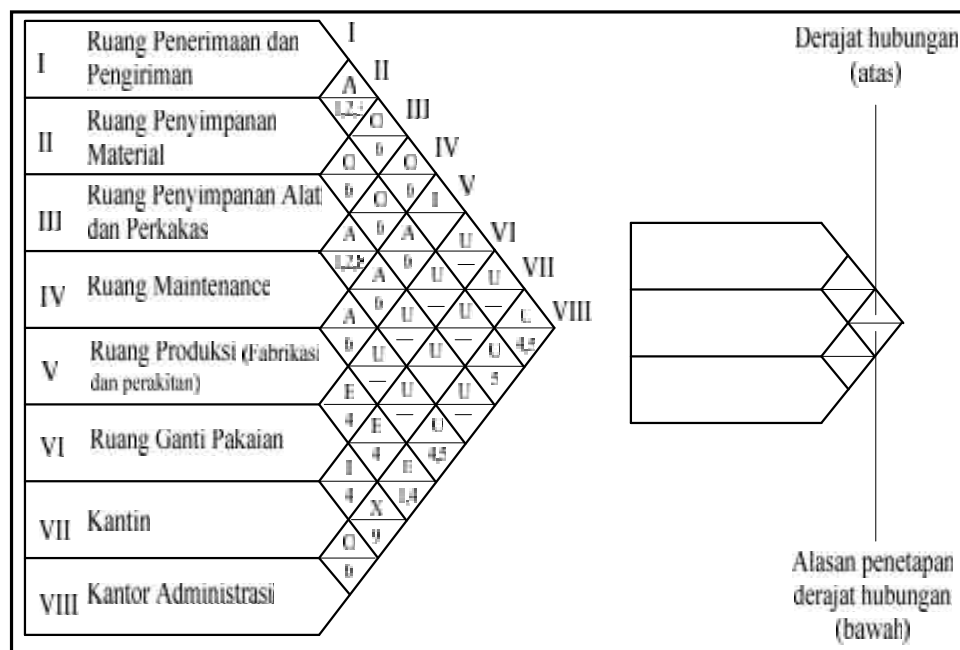 I Ruang Penerimaan dan
Pengiriman
II Ruang Penyimpanan
Material
III Ruang Penyimpanan Alat
dan Perkakas
IV Ruang Maintenance
V Ruang Produksi (Fabrikasi
dan perakitan)
VI Ruang Ganti Pakaian
VII Kantin
VIII Kantor Administrasi
I
II
III
IV
V
VI
VII
VIII
A
A
A
E
4
I
4
A
U
—
E
4
X
9
A
U
—
U
—
E
1,4
I
U
—
U
—
U
4,5
U
—
U
—
U
—
U
—
U
5
4,5
Derajat hubungan
(atas)
Alasan penetapan
derajat hubungan
(bawah)